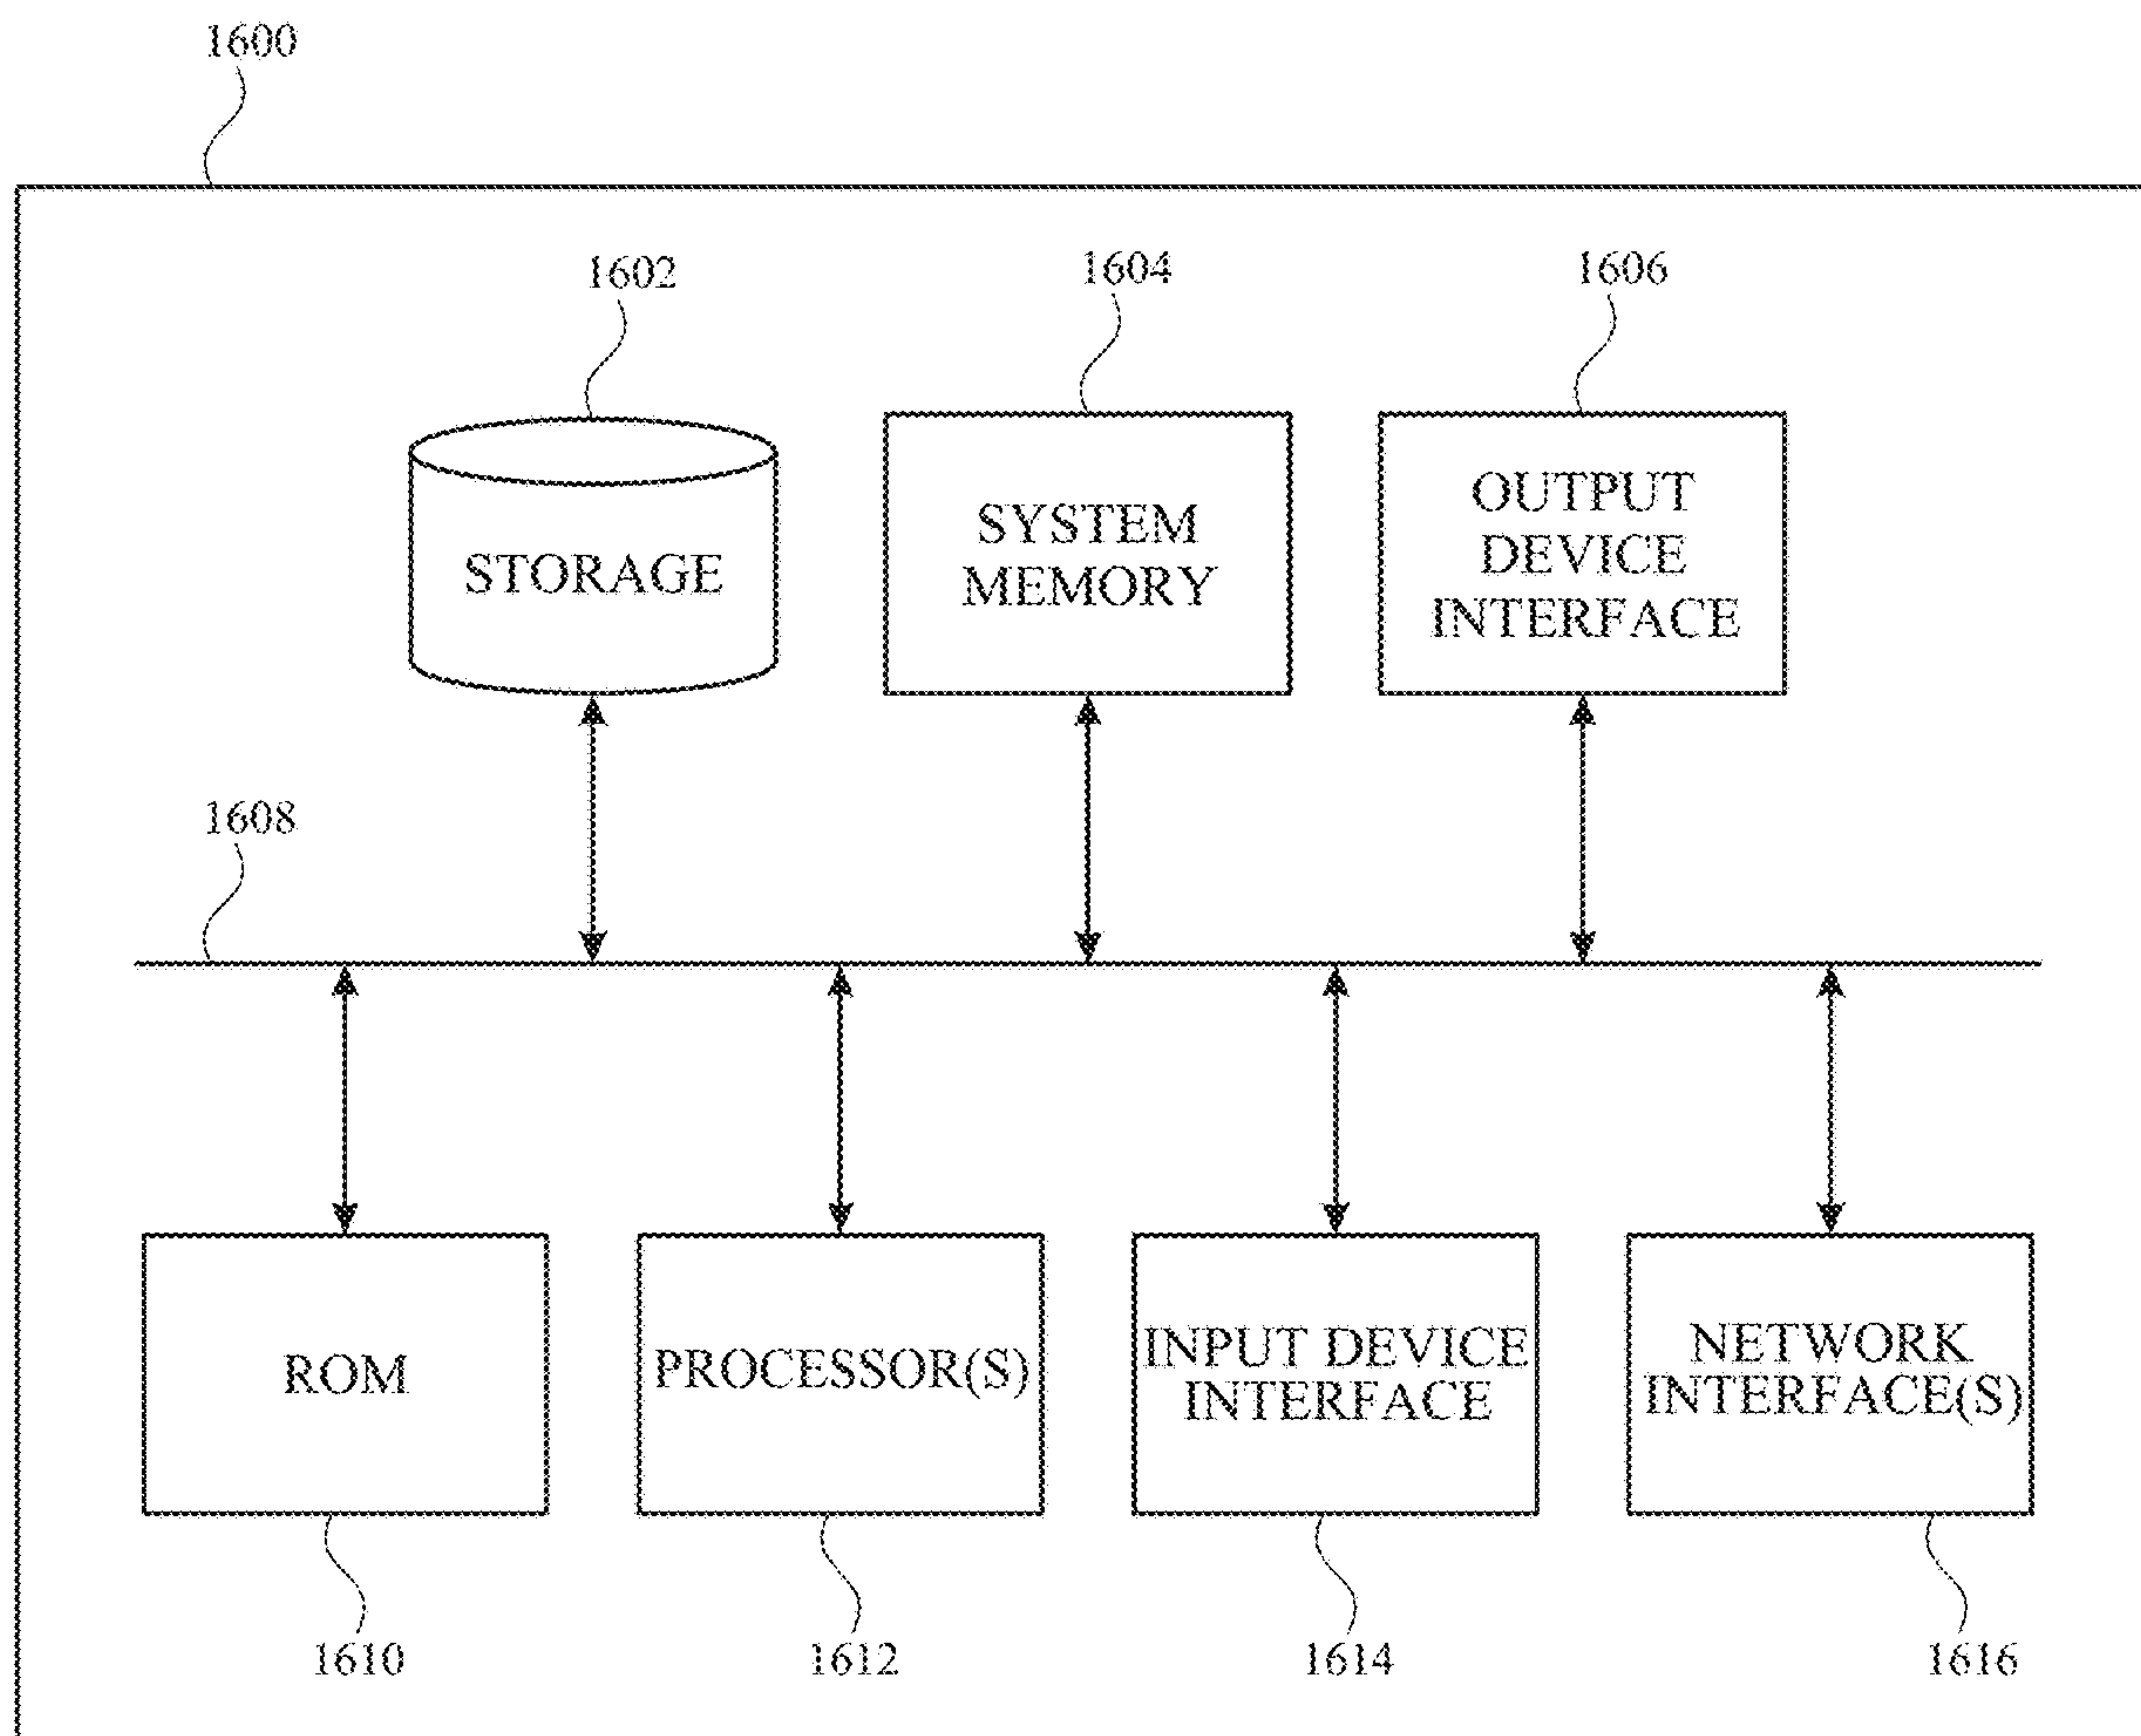 1600
1602
1604
1606
STORAGE
SYSTEM
MEMORY
OUTPUT
DEVICE
INTERFACE
1608
ROM
PROCESSOR(S)
INPUT DEVICE
INTERFACE
NETWORK
INTERFACE(S)
1610
1612
1614
1616